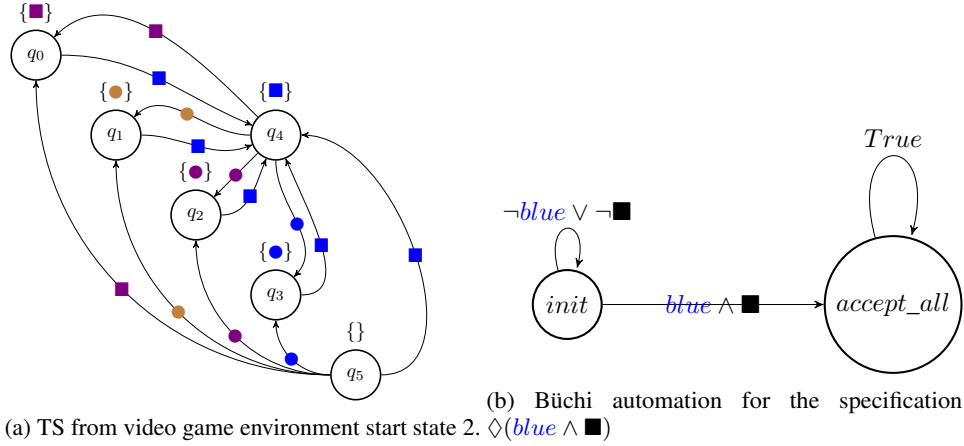 {■}
q0
{●}
q1
{■}
q4
{●}
q2
{●}
q3
{}
q5
(a) TS from video game environment start state 2.
True
¬blue ∨ ¬■
init
blue ∧ ■
accept_all
(b) Büchi automation for the specification
◊(blue ∧ ■)